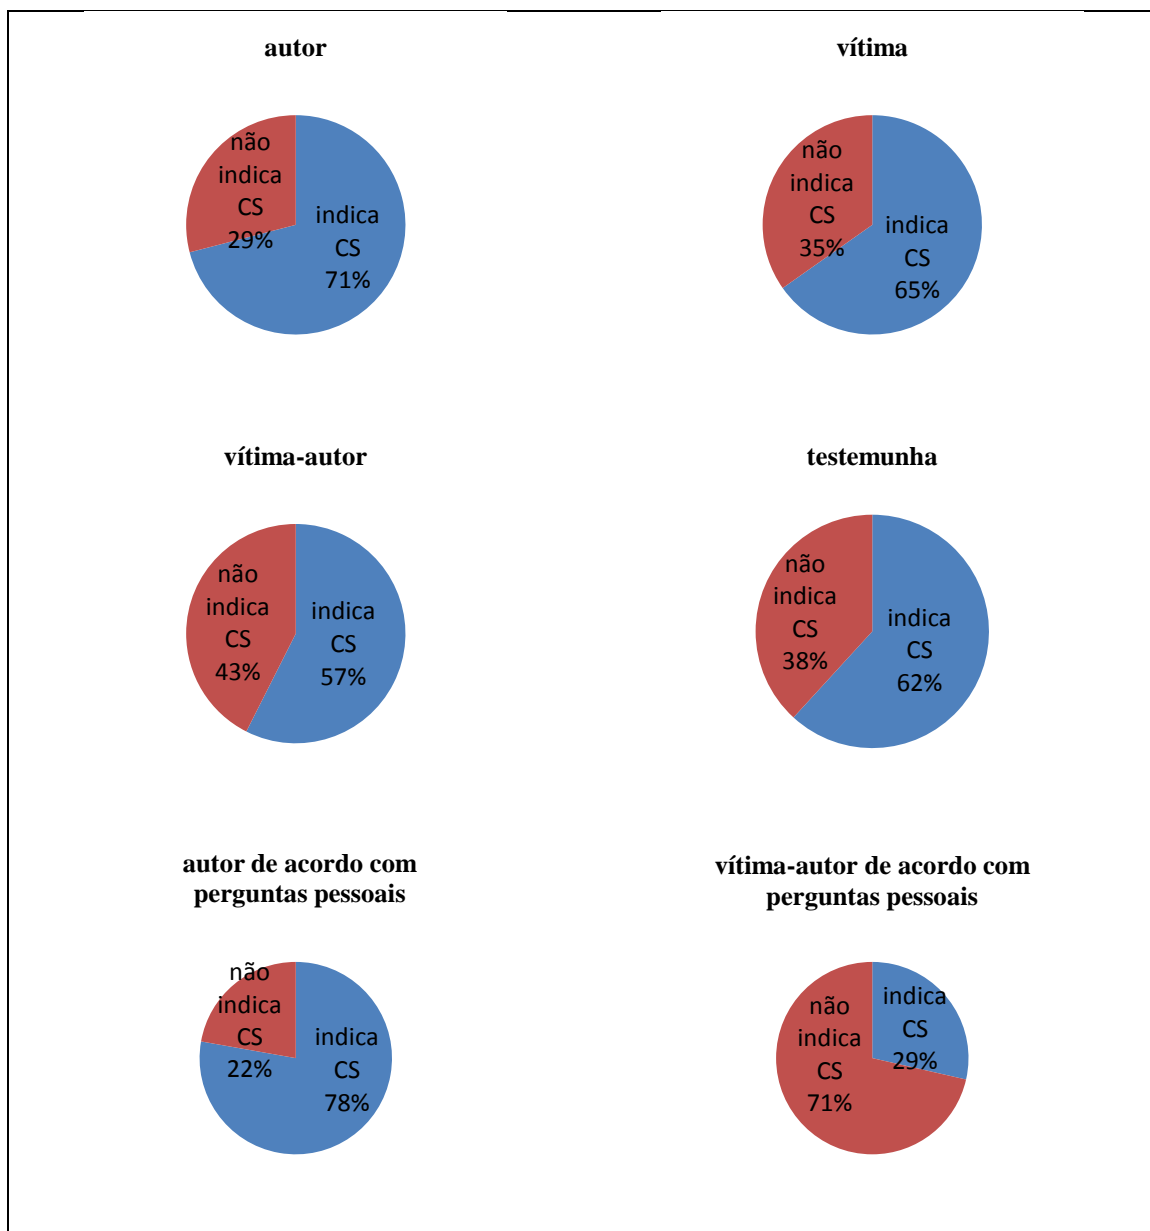 autor
não
indica
CS
29%
indica
CS
71%
vítima
não
indica
CS
35%
indica
CS
65%
vítima-autor
não
indica
CS
43%
indica
CS
57%
testemunha
não
indica
CS
38%
indica
CS
62%
autor de acordo com
perguntas pessoais
não
indica
CS
22%
indica
CS
78%
vítima-autor de acordo com
perguntas pessoais
não
indica
CS
71%
indica
CS
29%